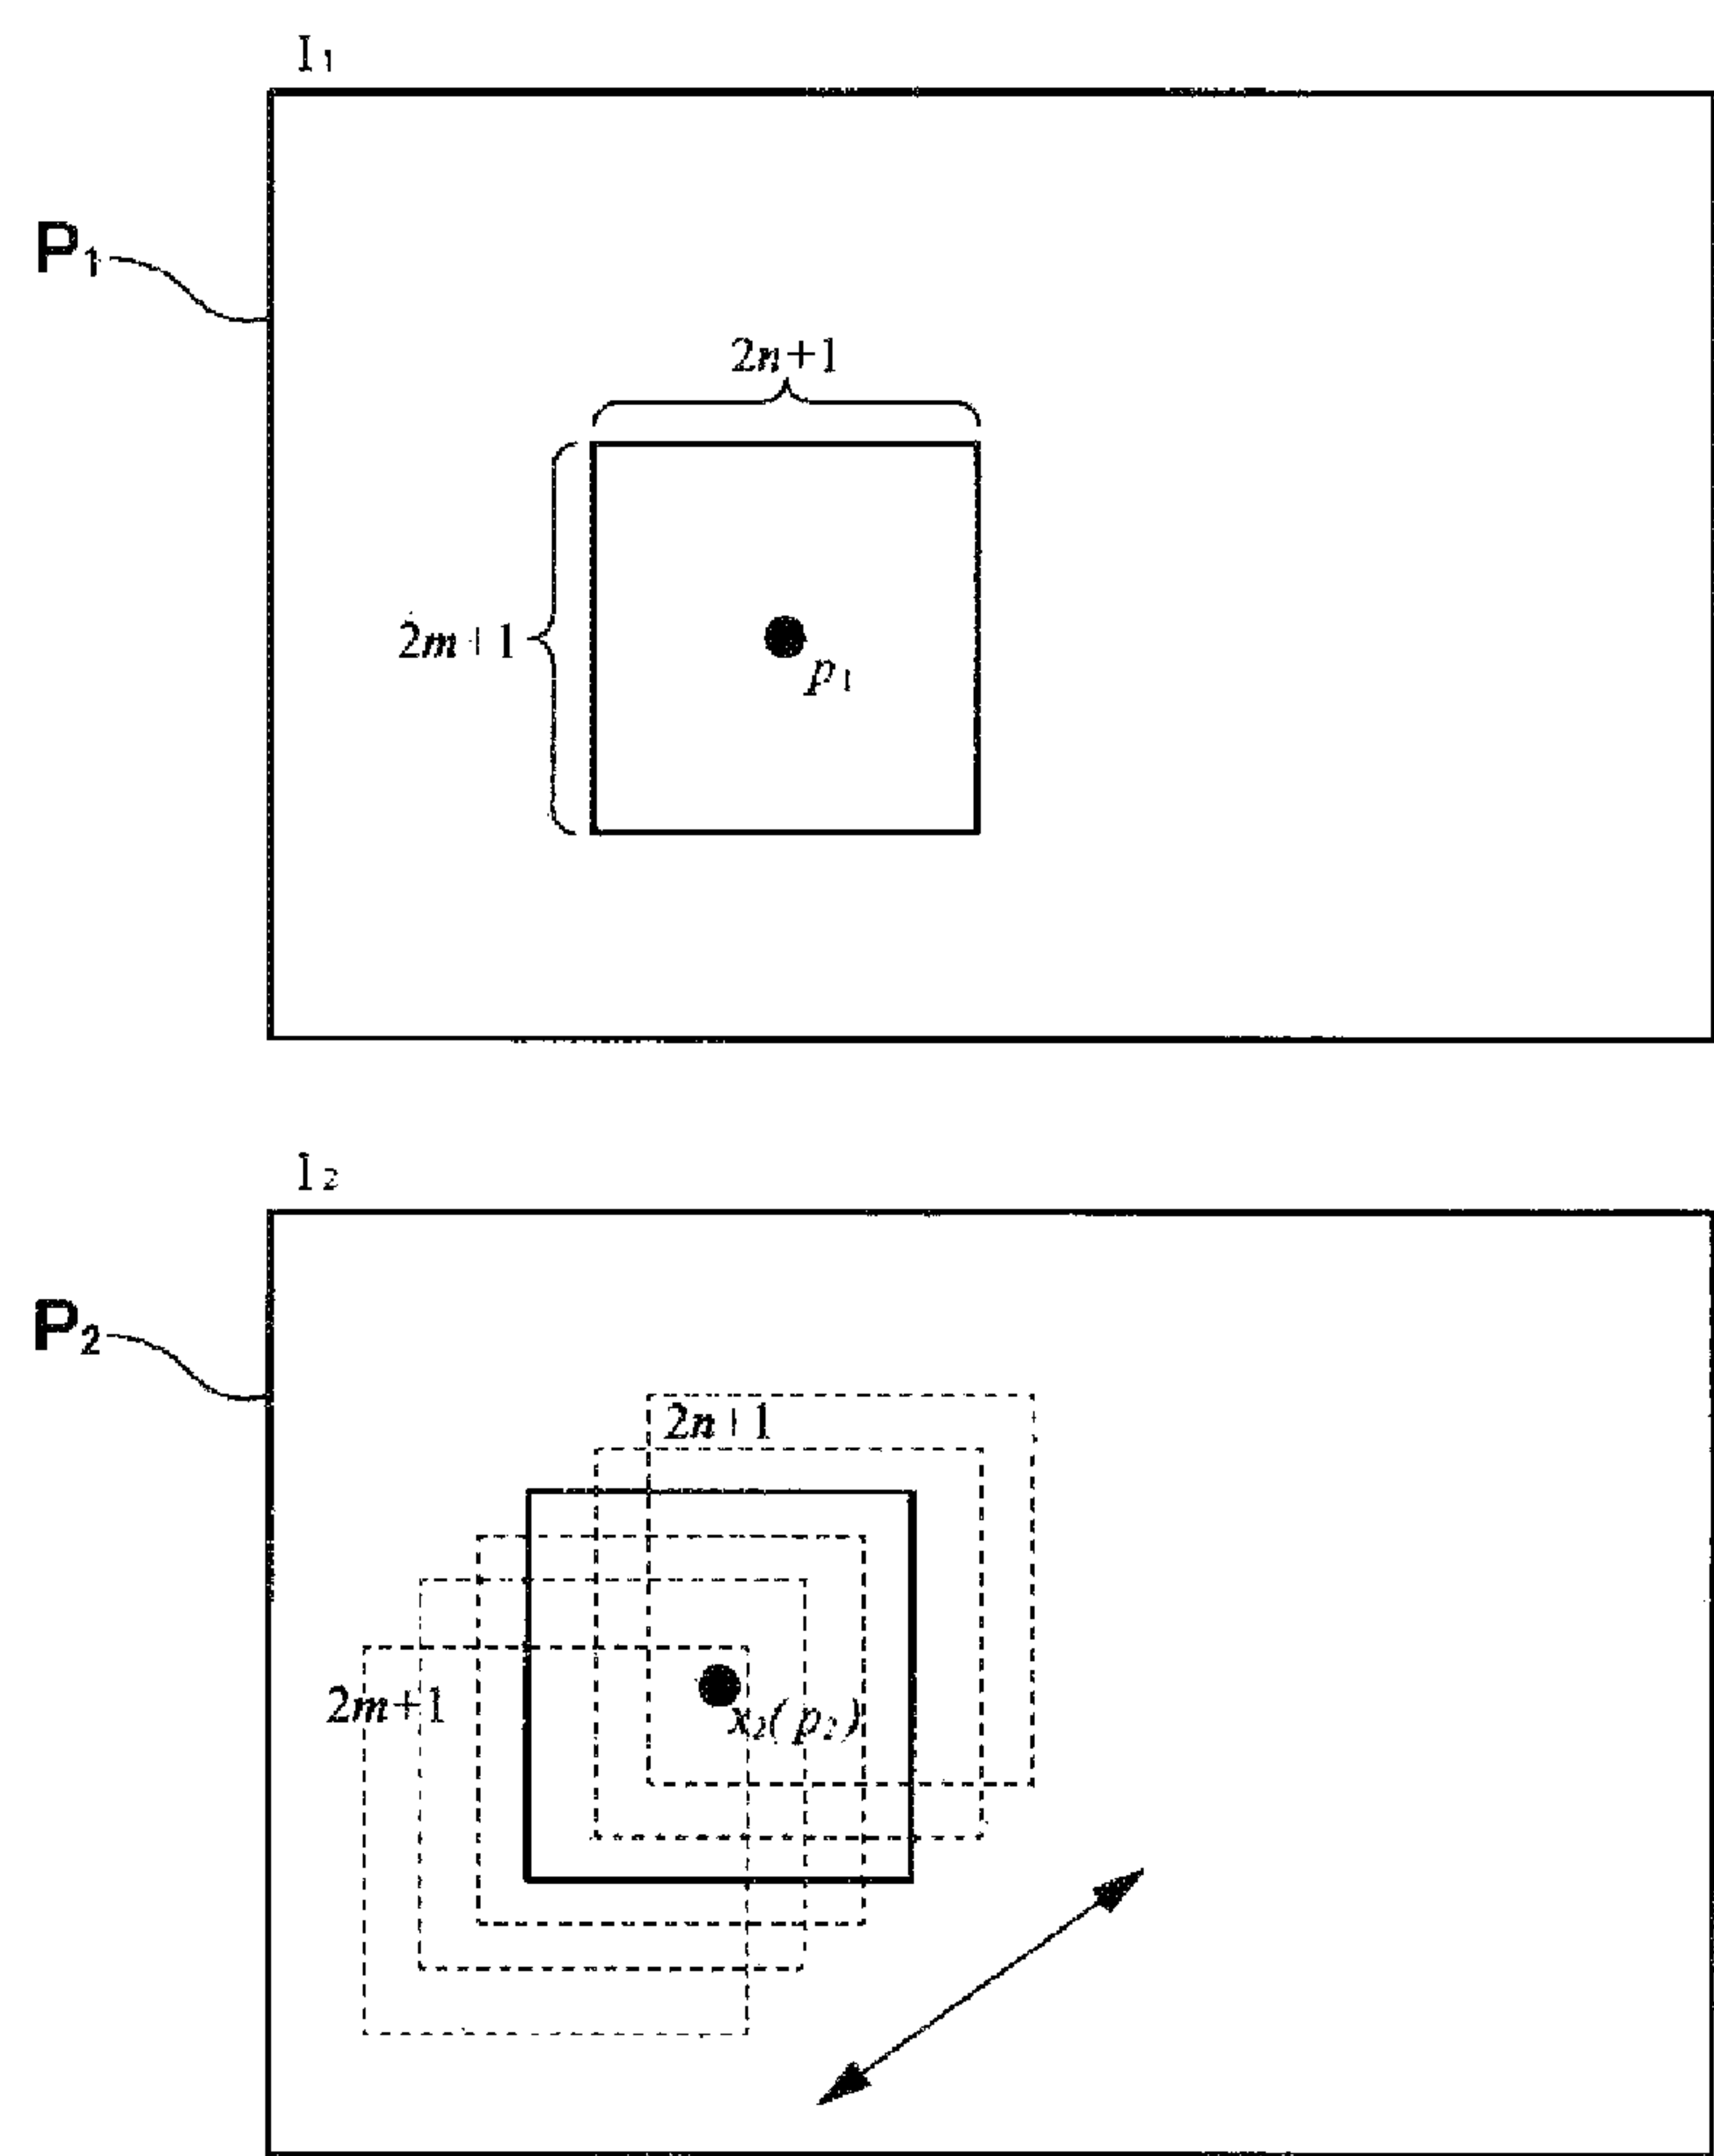 I₁
P₁
2n+1
2m+1
p₁
I₂
P₂
2n+1
2m+1
x₂(p₂)